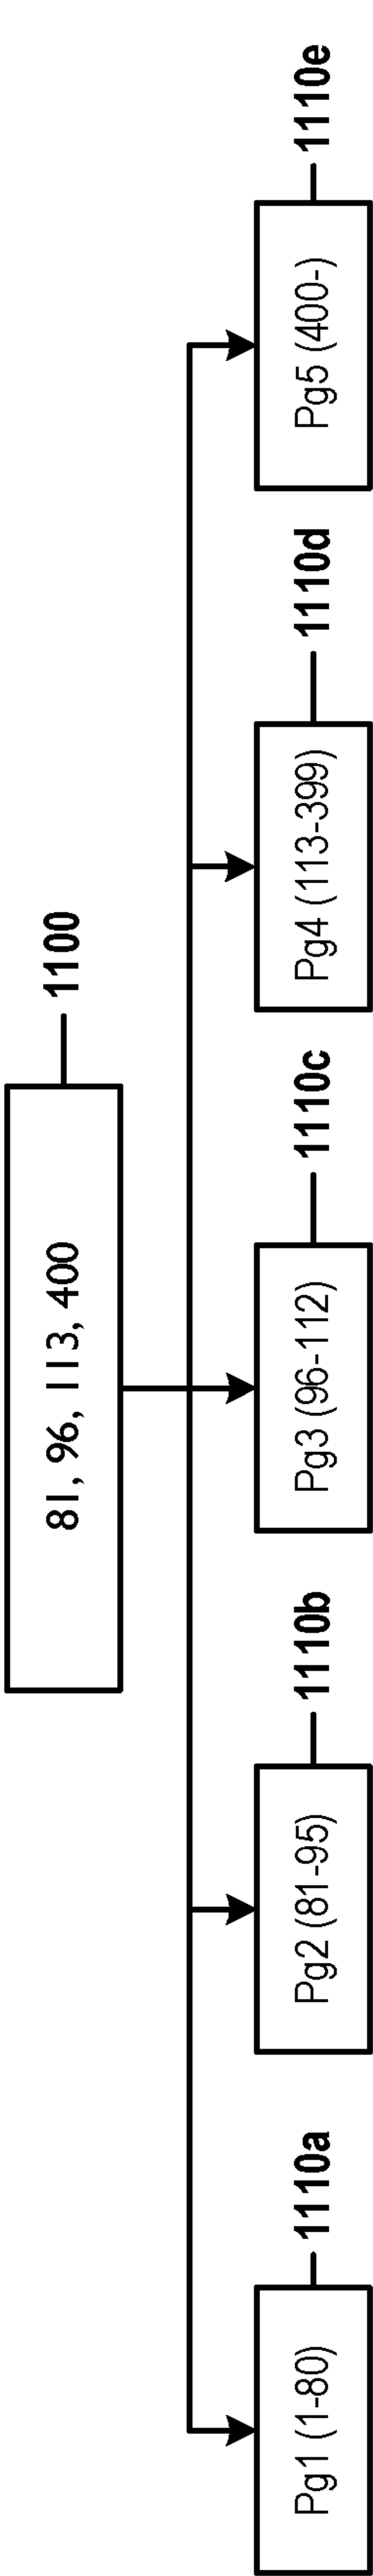 81, 96, 113, 400
1100
Pg1 (1-80)
1110a
Pg2 (81-95)
1110b
Pg3 (96-112)
1110c
Pg4 (113-399)
1110d
Pg5 (400-)
1110e